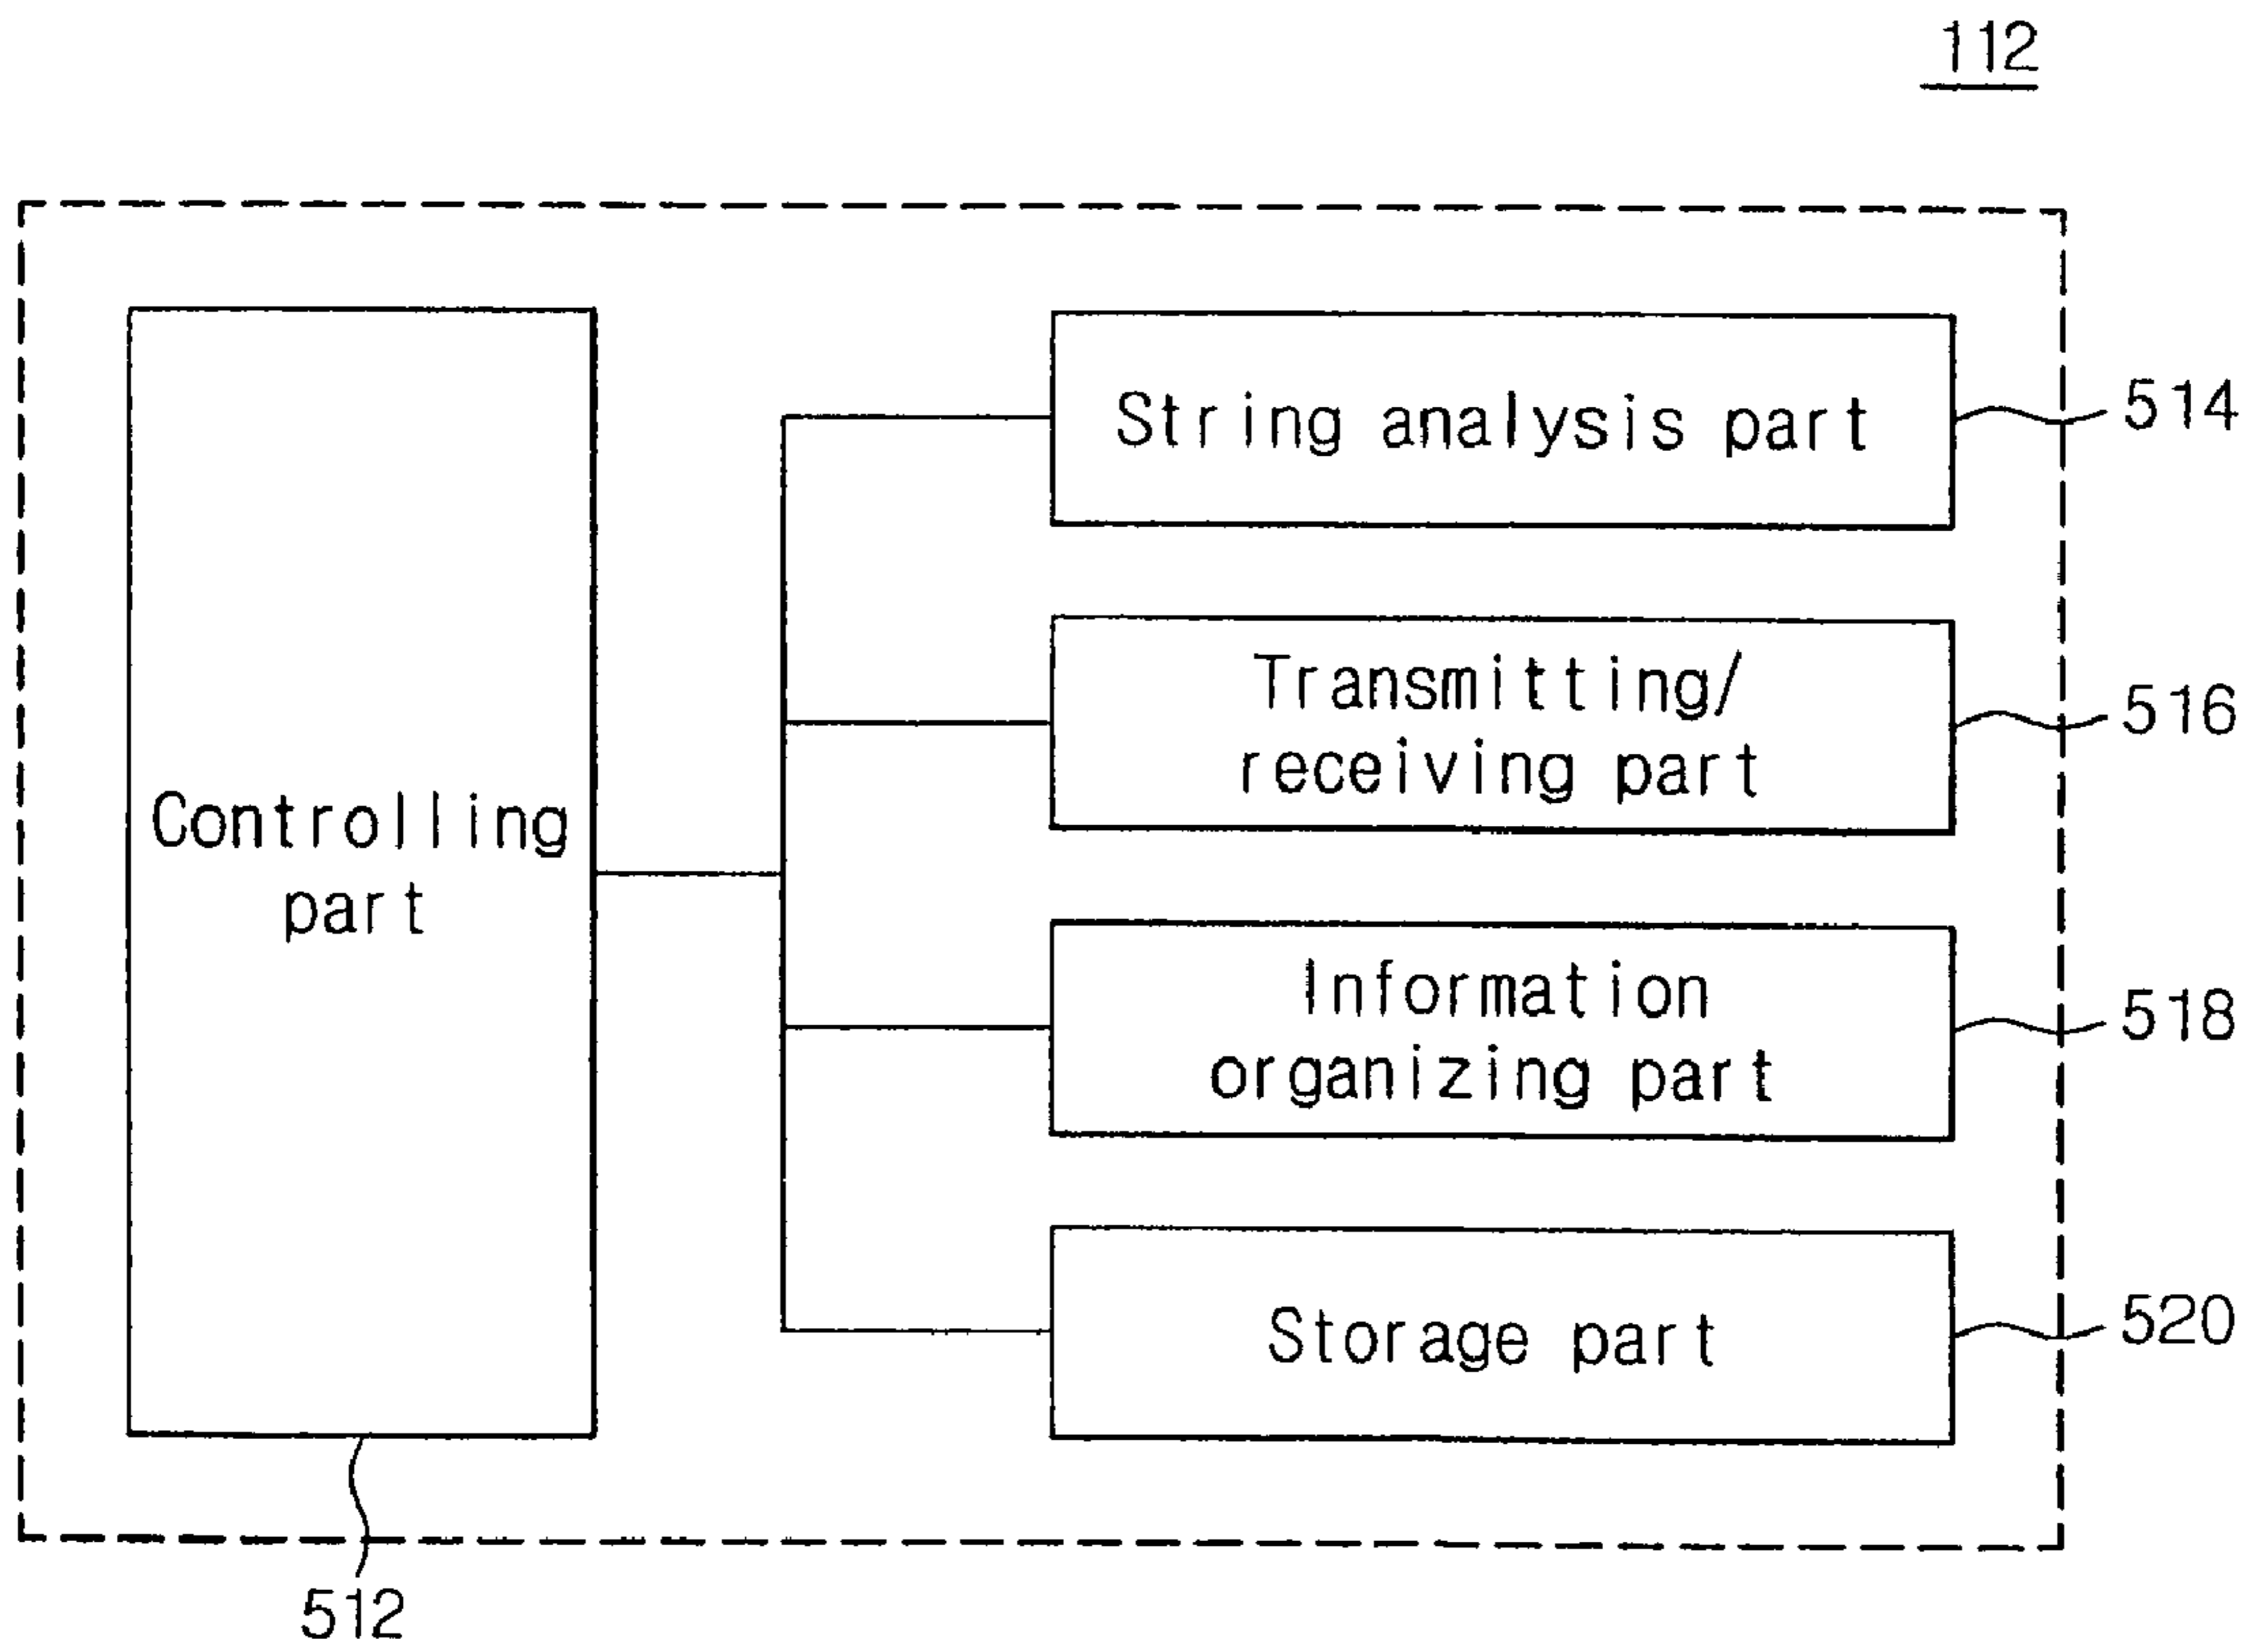 112
String analysis part
514
Transmitting/
receiving part
516
Controlling
part
Information
organizing part
518
Storage part
520
512